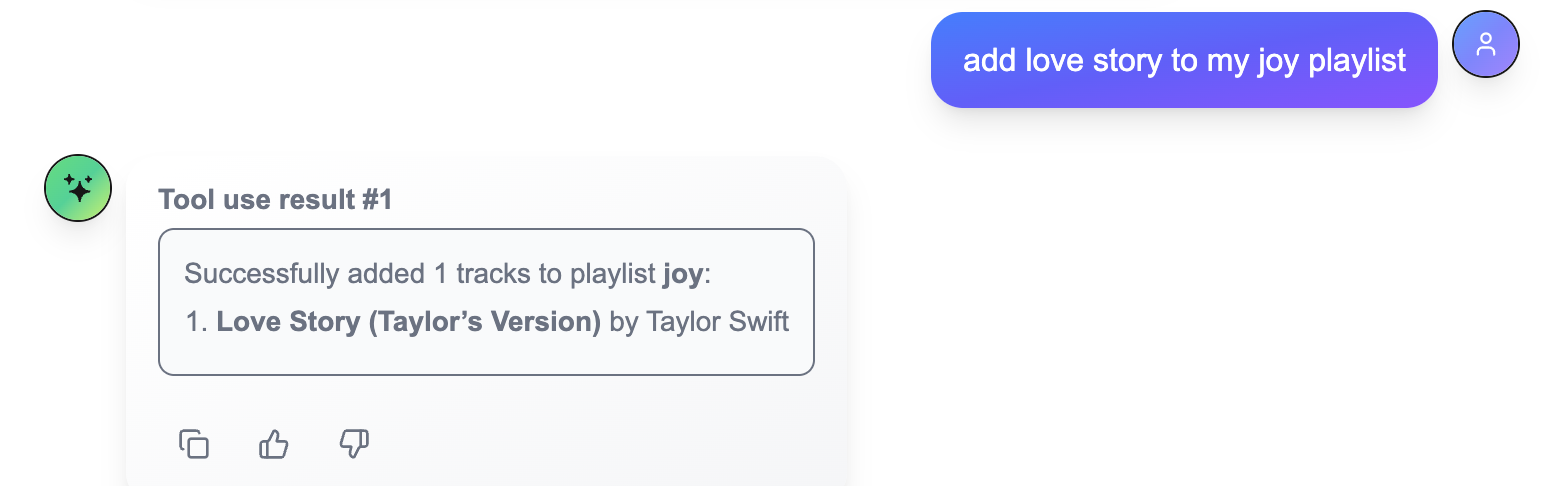 add love story to my joy playlist
Tool use result #1
Successfully added 1 tracks to playlist joy:
1. Love Story (Taylor’s Version) by Taylor Swift